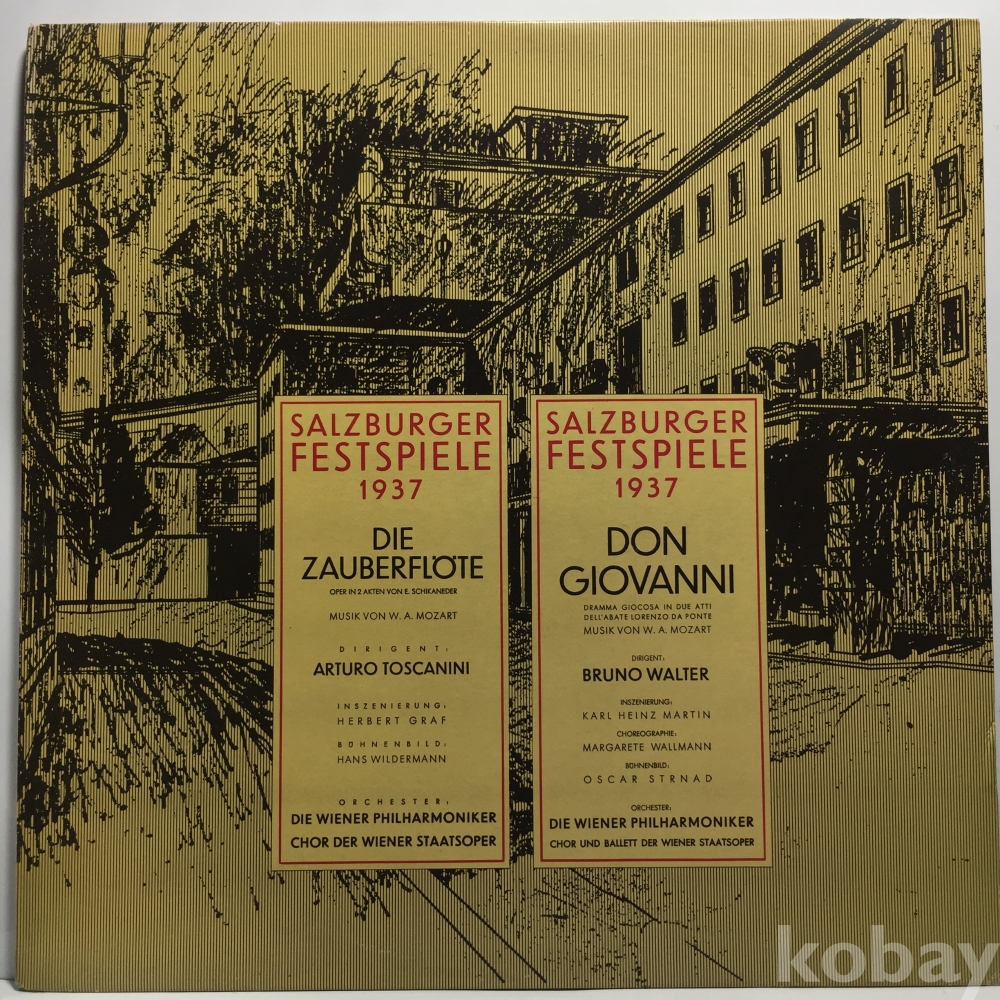 SALZBURGER
FESTSPIELE
1937
DIE
ZAUBERFLÖTE
OPER IN 2 AKTEN VON E. SCHIKANEDER
MUSIK VON W. A. MOZART
DIRIGENT:
ARTURO TOSCANINI
INSZENIERUNG:
HERBERT GRAF
BÜHNENBILD:
HANS WILDERMANN
ORCHESTER:
DIE WIENER PHILHARMONIKER
CHOR DER WIENER STAATSOPER
SALZBURGER
FESTSPIELE
1937
DON
GIOVANNI
DRAMMA GIOCOSA IN DUE ATTI
DELL'ABATE LORENZO DA PONTE
MUSIK VON W. A. MOZART
DIRIGENT:
BRUNO WALTER
INSZENIERUNG:
KARL HEINZ MARTIN
CHOREOGRAPHIE:
MARGARETE WALLMANN
BÜHNENBILD:
OSCAR STRNAD
ORCHESTER:
DIE WIENER PHILHARMONIKER
CHOR UND BALLETT DER WIENER STAATSOPER
kobay